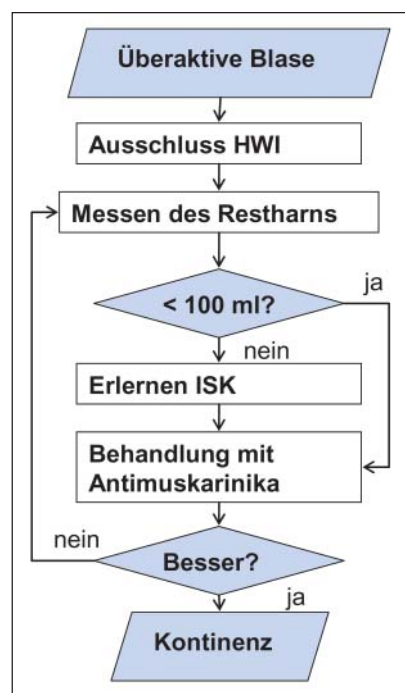 Überaktive Blase
Ausschluss HWI
Messen des Restharns
< 100 ml?
ja
nein
Erlernen ISK
Behandlung mit
Antimuskarinika
nein
Besser?
ja
Kontinenz